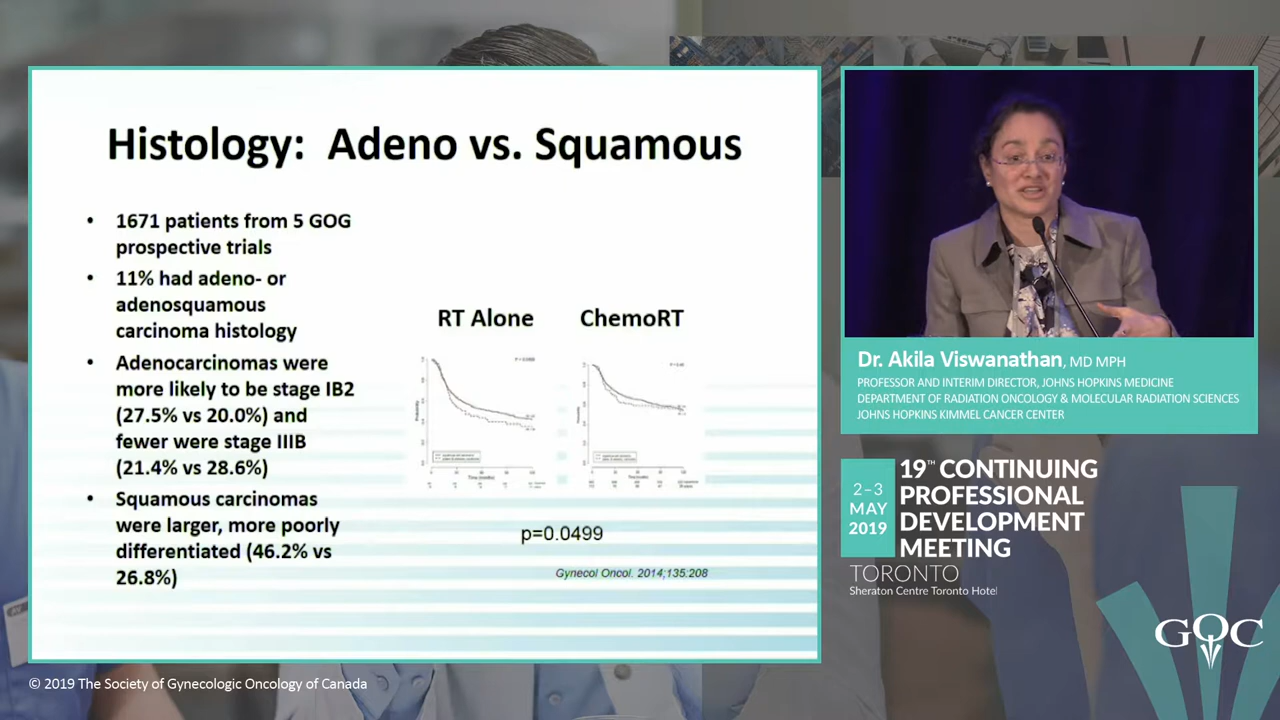 Histology: Adeno vs. Squamous
• 1671 patients from 5 GOG
prospective trials
• 11% had adeno- or
adenosquamous
carcinoma histology
• Adenocarcinomas were
more likely to be stage IB2
(27.5% vs 20.0%) and
fewer were stage IIIB
(21.4% vs 28.6%)
• Squamous carcinomas
were larger, more poorly
differentiated (46.2% vs
26.8%)
RT Alone
ChemoRT
Time (months)
Time (months)
p=0.0499
Gynecol Oncol. 2014;135:208
Dr. Akila Viswanathan, MD MPH
PROFESSOR AND INTERIM DIRECTOR, JOHNS HOPKINS MEDICINE
DEPARTMENT OF RADIATION ONCOLOGY & MOLECULAR RADIATION SCIENCES
JOHNS HOPKINS KIMMEL CANCER CENTER
2–3
MAY
2019
19TH CONTINUING
PROFESSIONAL
DEVELOPMENT
MEETING
TORONTO
Sheraton Centre Toronto Hotel
GOC
© 2019 The Society of Gynecologic Oncology of Canada